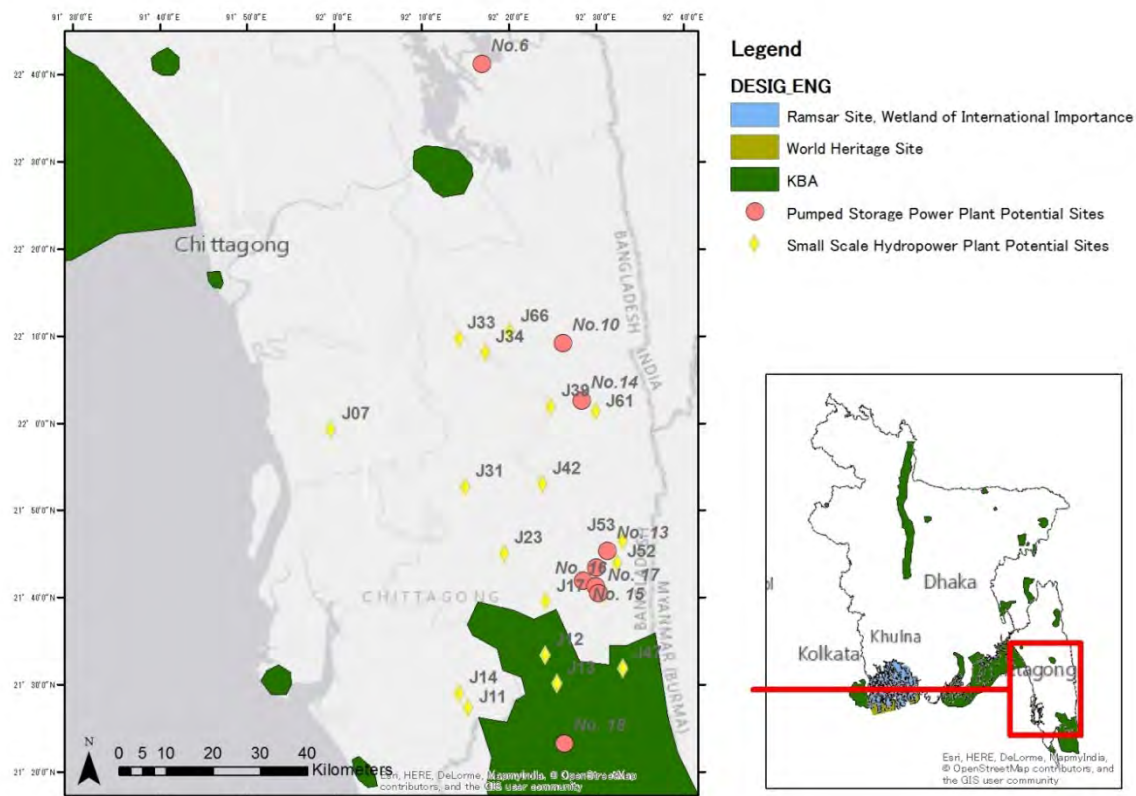 91° 30'0"E 91° 40'0"E 91° 50'0"E 92° 0'0"E 92° 10'0"E 92° 20'0"E 92° 30'0"E 92° 40'0"E
No.6
22° 40'0"N
22° 30'0"N
22° 20'0"N
22° 10'0"N
22° 0'0"N
21° 50'0"N
21° 40'0"N
21° 30'0"N
21° 20'0"N
Chittagong
BANGLADESH
INDIA
J33
J66
J34
No.10
J39
No.14
J61
J07
J31
J42
J53
No. 13
J23
J52
No. 16
No. 17
J17
No. 15
CHITTAGONG
BANGLADESH
MYANMAR (BURMA)
J12
J47
J13
J14
J11
No. 18
N
0 5 10 20 30 40
Kilometers
Esri, HERE, DeLorme, MapmyIndia, © OpenStreetMap
contributors, and the GIS user community
Legend
DESIG_ENG
Ramsar Site, Wetland of International Importance
World Heritage Site
KBA
Pumped Storage Power Plant Potential Sites
Small Scale Hydropower Plant Potential Sites
Dhaka
Khulna
Kolkata
ttagong
Esri, HERE, DeLorme, MapmyIndia,
© OpenStreetMap contributors, and
the GIS user community